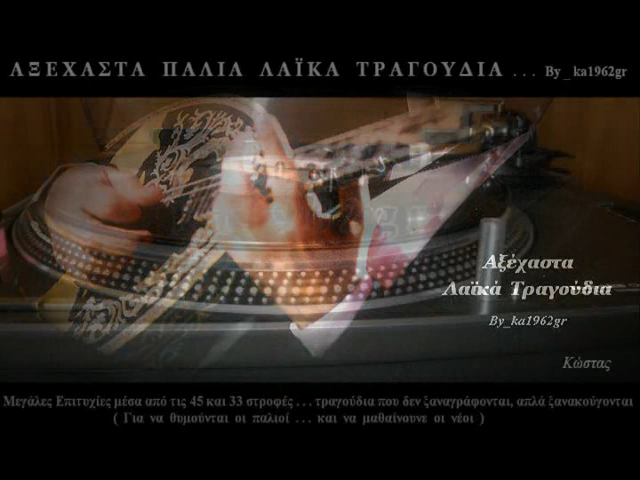 ΑΞΕΧΑΣΤΑ ΠΑΛΙΑ ΛΑΪΚΑ ΤΡΑΓΟΥΔΙΑ . . . By _ ka1962gr
Αξέχαστα
Λαϊκά Τραγούδια
By_ka1962gr
Κώστας
Μεγάλες Επιτυχίες μέσα από τις 45 και 33 στροφές . . . τραγούδια που δεν ξαναγράφονται, απλά ξανακούγονται
( Για να θυμούνται οι παλιοί . . . και να μαθαίνουνε οι νέοι )